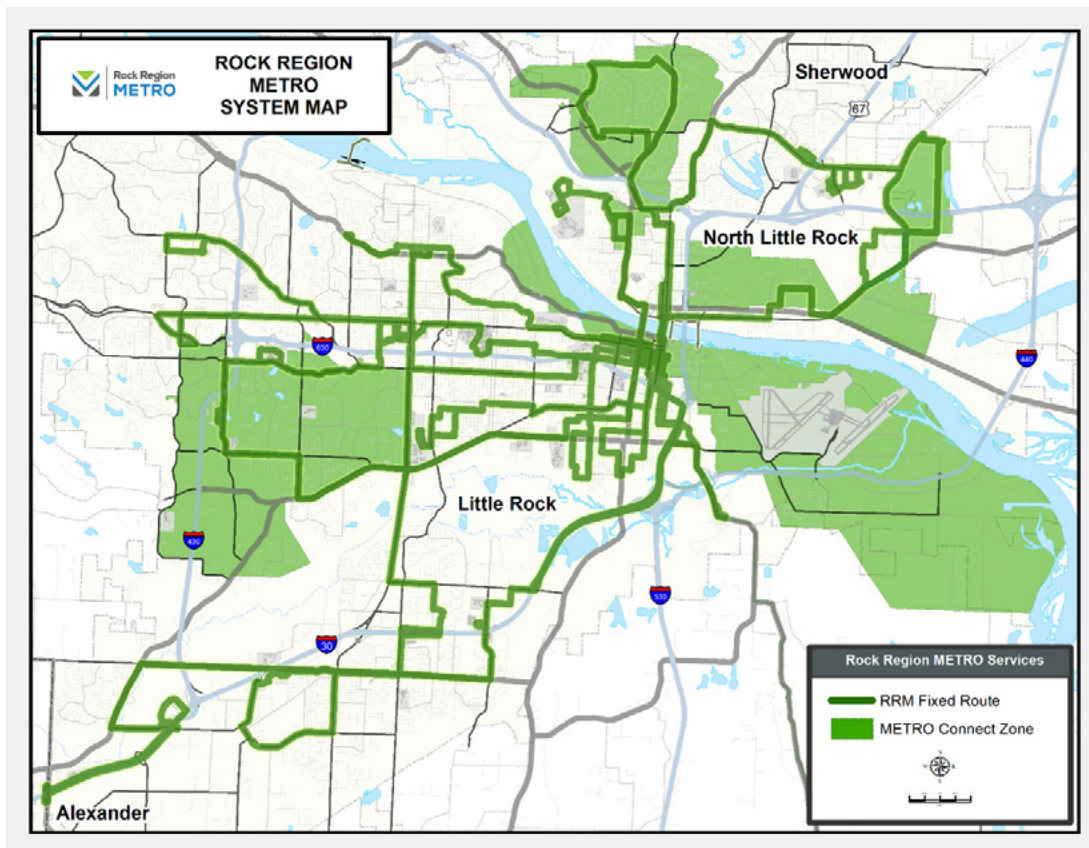 Rock Region
METRO
ROCK REGION
METRO
SYSTEM MAP
Sherwood
67
North Little Rock
630
440
Little Rock
430
530
30
Rock Region METRO Services
RRM Fixed Route
METRO Connect Zone
Alexander